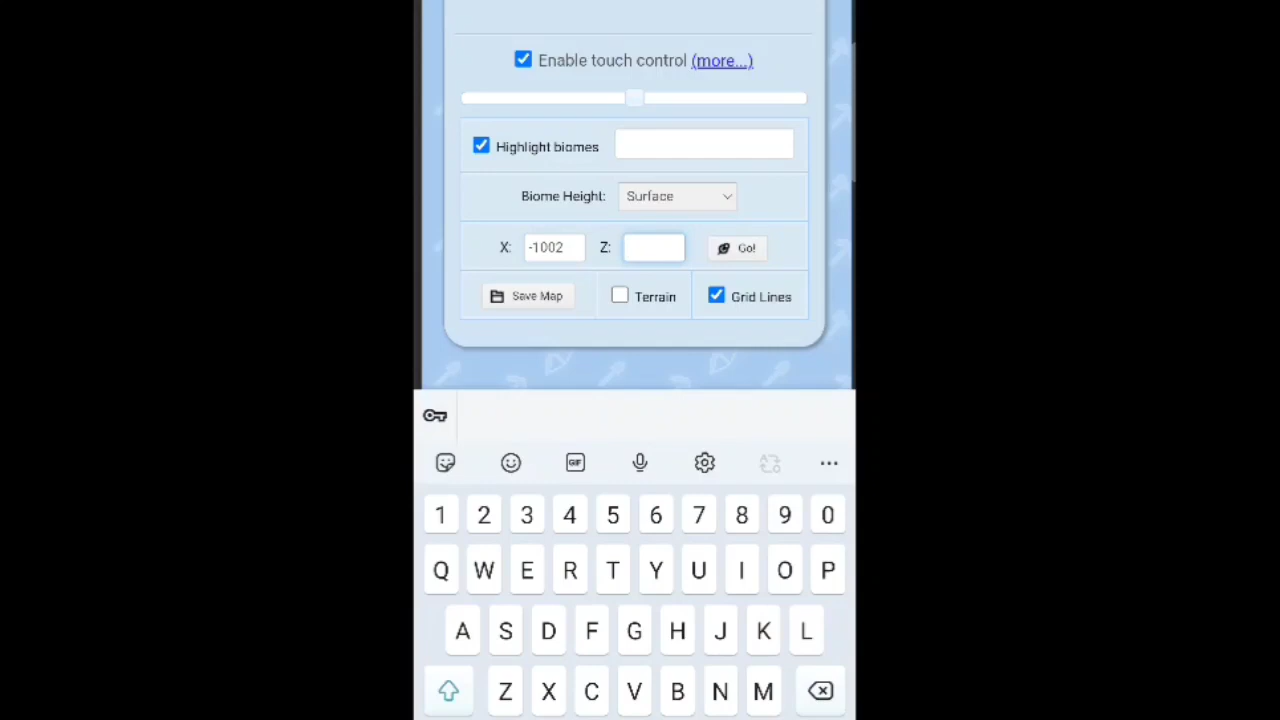 Enable touch control (more...)
Highlight biomes
Biome Height: Surface
X: -1002 Z: Go!
Save Map Terrain Grid Lines
GIF
1 2 3 4 5 6 7 8 9 0
Q W E R T Y U I O P
A S D F G H J K L
Z X C V B N M